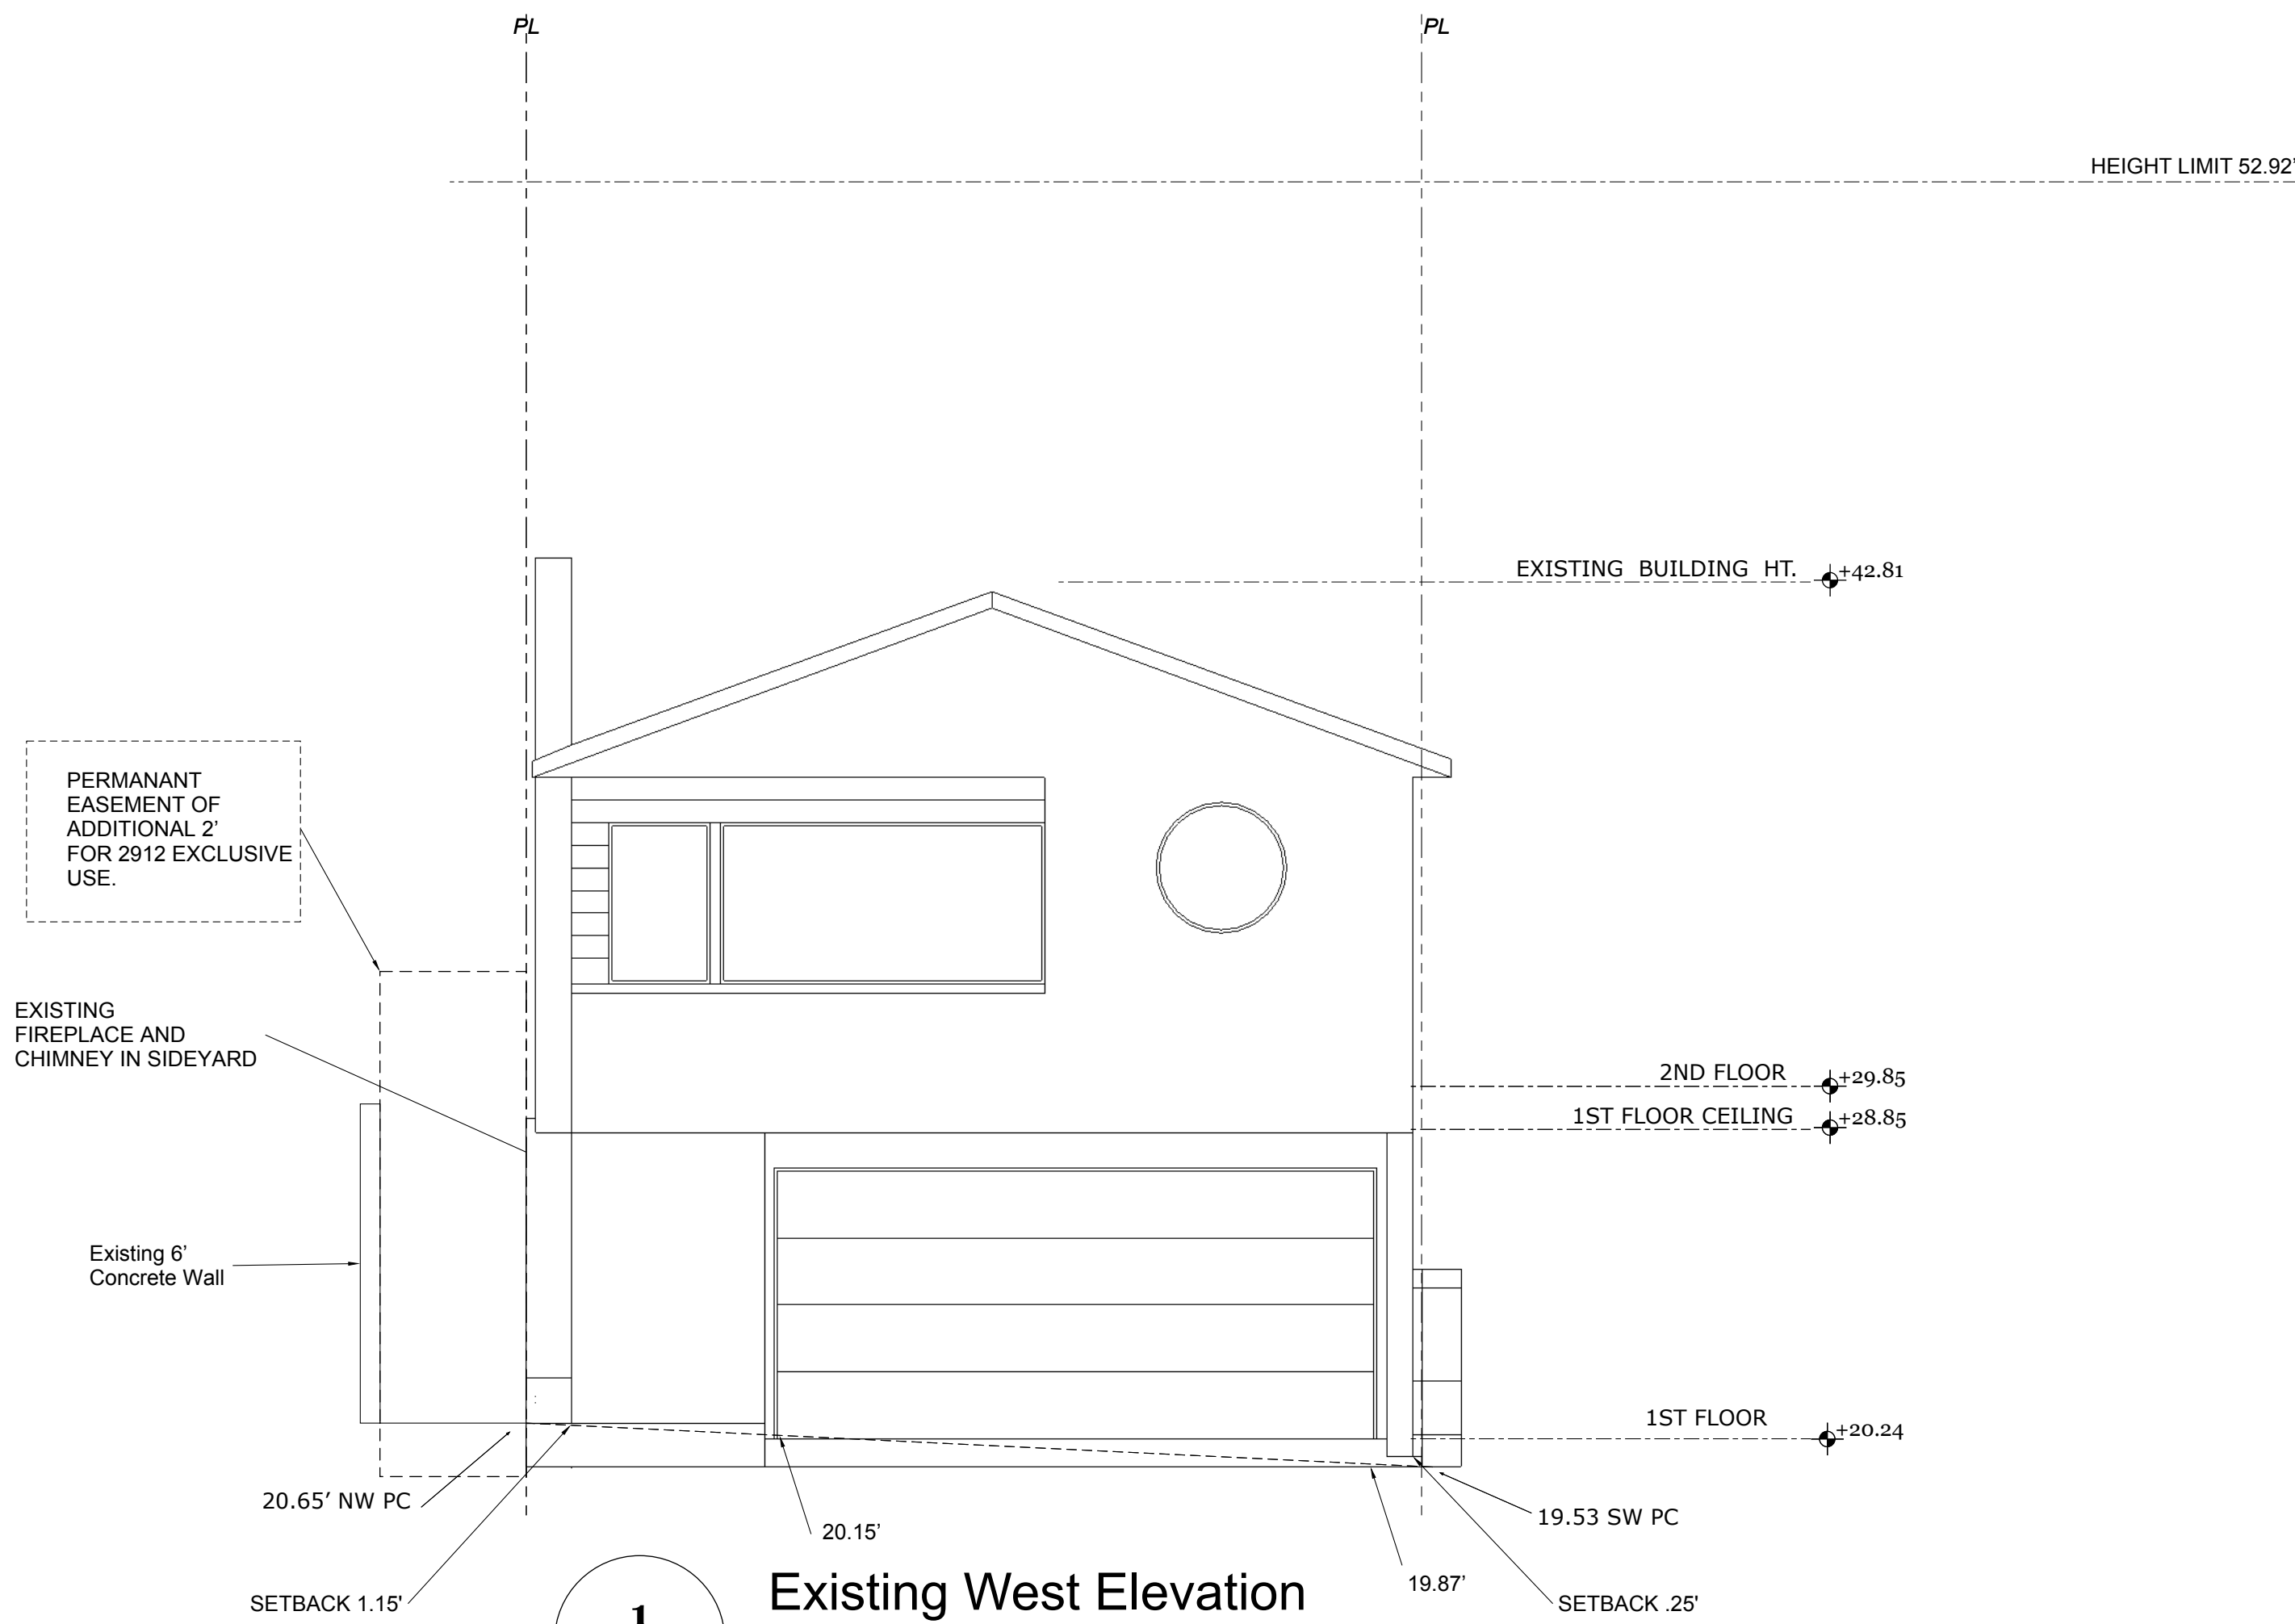 PL
PL
HEIGHT LIMIT 52.92'
EXISTING BUILDING HT.
+42.81
PERMANANT
EASEMENT OF
ADDITIONAL 2'
FOR 2912 EXCLUSIVE
USE.
EXISTING
FIREPLACE AND
CHIMNEY IN SIDEYARD
2ND FLOOR
+29.85
1ST FLOOR CEILING
+28.85
Existing 6'
Concrete Wall
1ST FLOOR
+20.24
20.65' NW PC
19.53 SW PC
20.15'
19.87'
SETBACK 1.15'
SETBACK .25'
1
Existing West Elevation